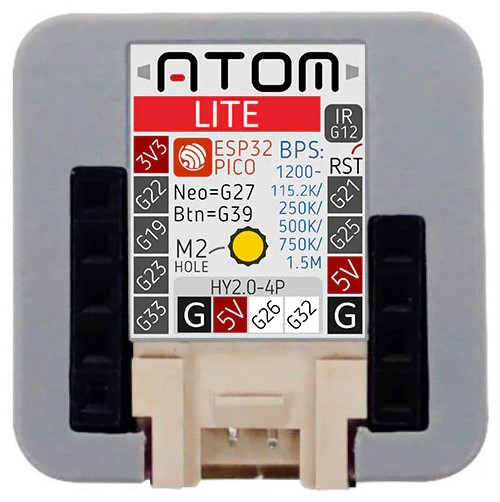 ATOM
LITE
IR
G12
3V3
ESP32
PICO
BPS:
RST
G22
Neo=G27
Btn=G39
1200~
115.2K/
250K/
500K/
750K/
1.5M
G21
G19
G25
M2
HOLE
G23
5V
HY2.0-4P
G33
G
5V
G26
G32
G